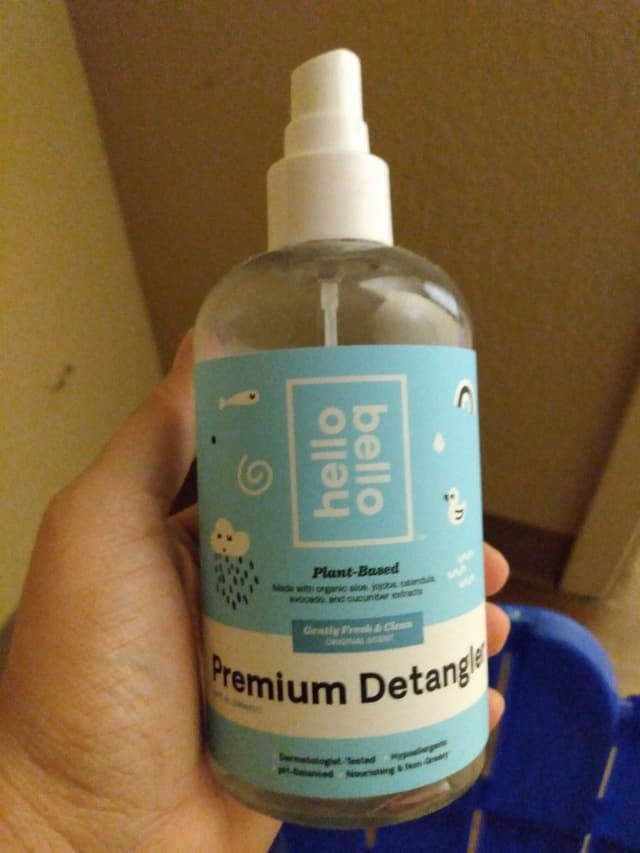 hello
bello
Plant-Based
Made with organic aloe, jojoba, calendula,
avocado, and cucumber extracts
Gently Fresh & Clean
ORIGINAL SCENT
Premium Detangler
Dermatologist-Tested Hypoallergenic
pH-Balanced Nourishing & Non-Greasy